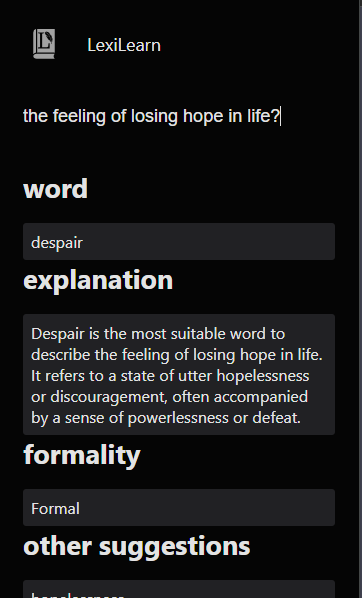 LexiLearn
the feeling of losing hope in life?
word
despair
explanation
Despair is the most suitable word to
describe the feeling of losing hope in life.
It refers to a state of utter hopelessness
or discouragement, often accompanied
by a sense of powerlessness or defeat.
formality
Formal
other suggestions